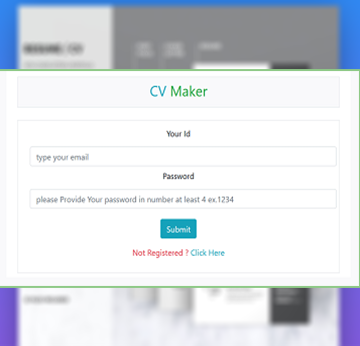 CV Maker
Your Id
type your email
Password
please Provide Your password in number at least 4 ex.1234
Submit
Not Registered ? Click Here